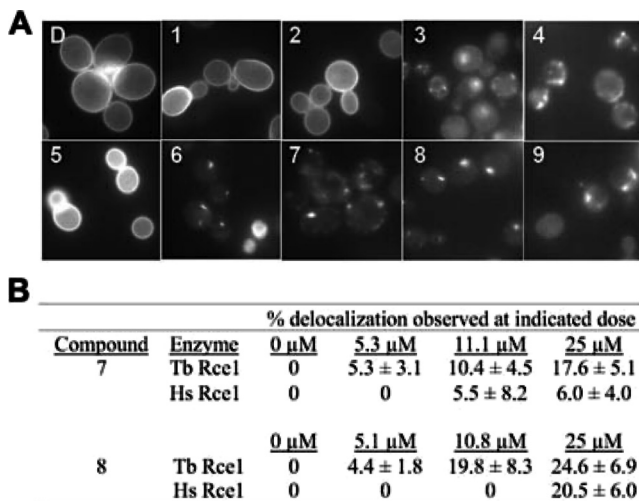 A
D 1 2 3 4
5 6 7 8 9
B
% delocalization observed at indicated dose
Compound Enzyme 0 µM 5.3 µM 11.1 µM 25 µM
7 Tb Rce1 0 5.3 ± 3.1 10.4 ± 4.5 17.6 ± 5.1
Hs Rce1 0 0 5.5 ± 8.2 6.0 ± 4.0
0 µM 5.1 µM 10.8 µM 25 µM
8 Tb Rce1 0 4.4 ± 1.8 19.8 ± 8.3 24.6 ± 6.9
Hs Rce1 0 0 0 20.5 ± 6.0